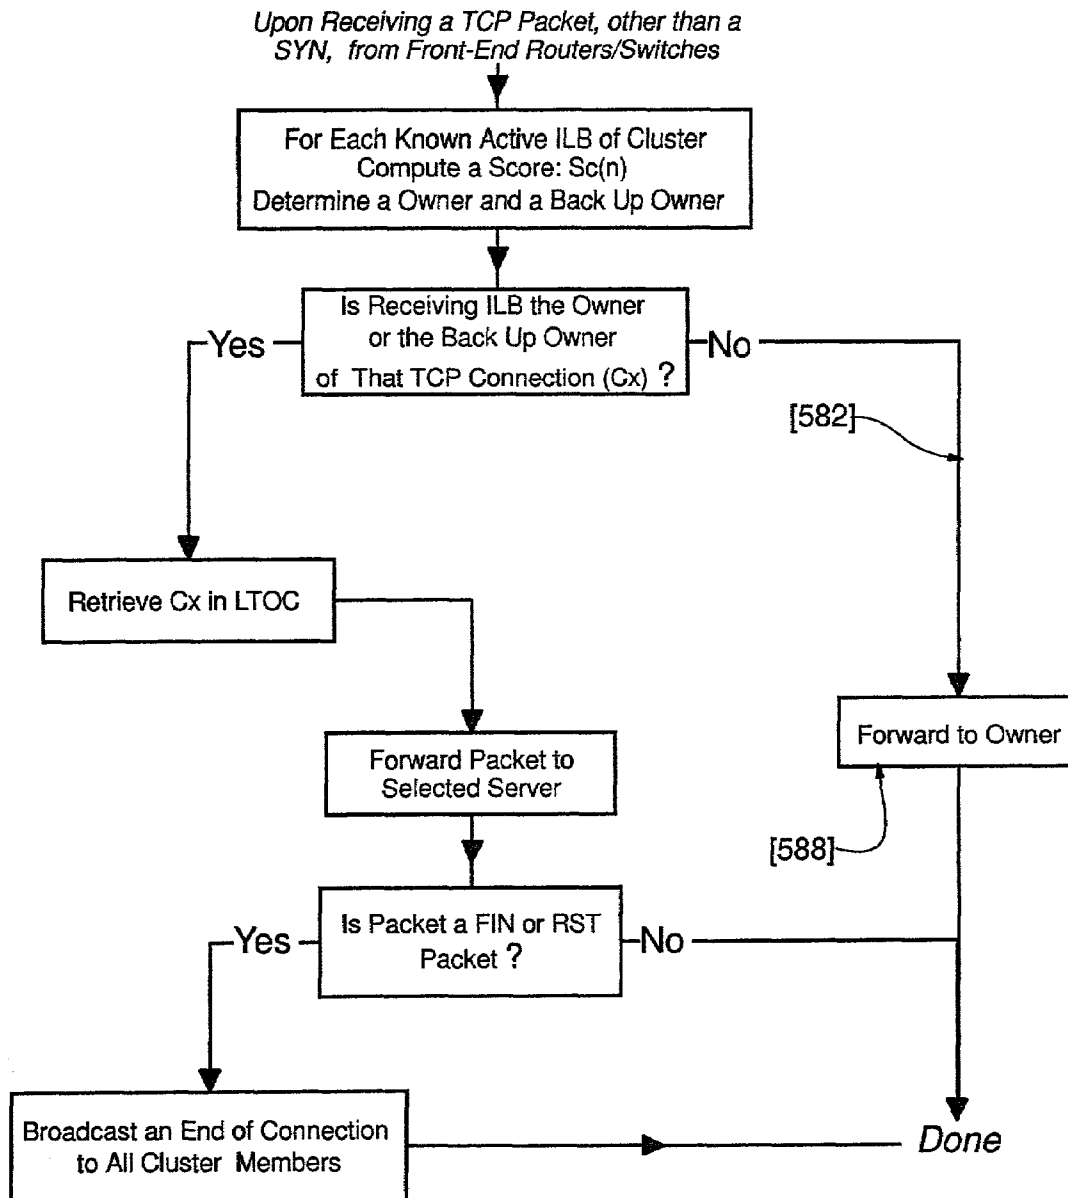 Upon Receiving a TCP Packet, other than a
SYN, from Front-End Routers/Switches
For Each Known Active ILB of Cluster
Compute a Score: Sc(n)
Determine a Owner and a Back Up Owner
Is Receiving ILB the Owner
or the Back Up Owner
of That TCP Connection (Cx) ?
Yes
No
[582]
Retrieve Cx in LTOC
Forward Packet to
Selected Server
Forward to Owner
[588]
Is Packet a FIN or RST
Packet ?
Yes
No
Broadcast an End of Connection
to All Cluster Members
Done